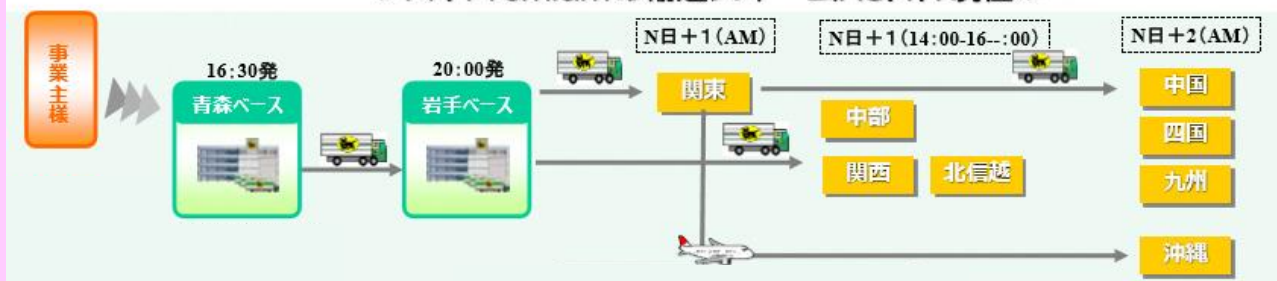 N日+1(AM)
N日+1(14:00-16--:00)
N日+2(AM)
事業主様
16:30発
青森ベース
20:00発
岩手ベース
関東
中部
関西
北信越
中国
四国
九州
沖縄